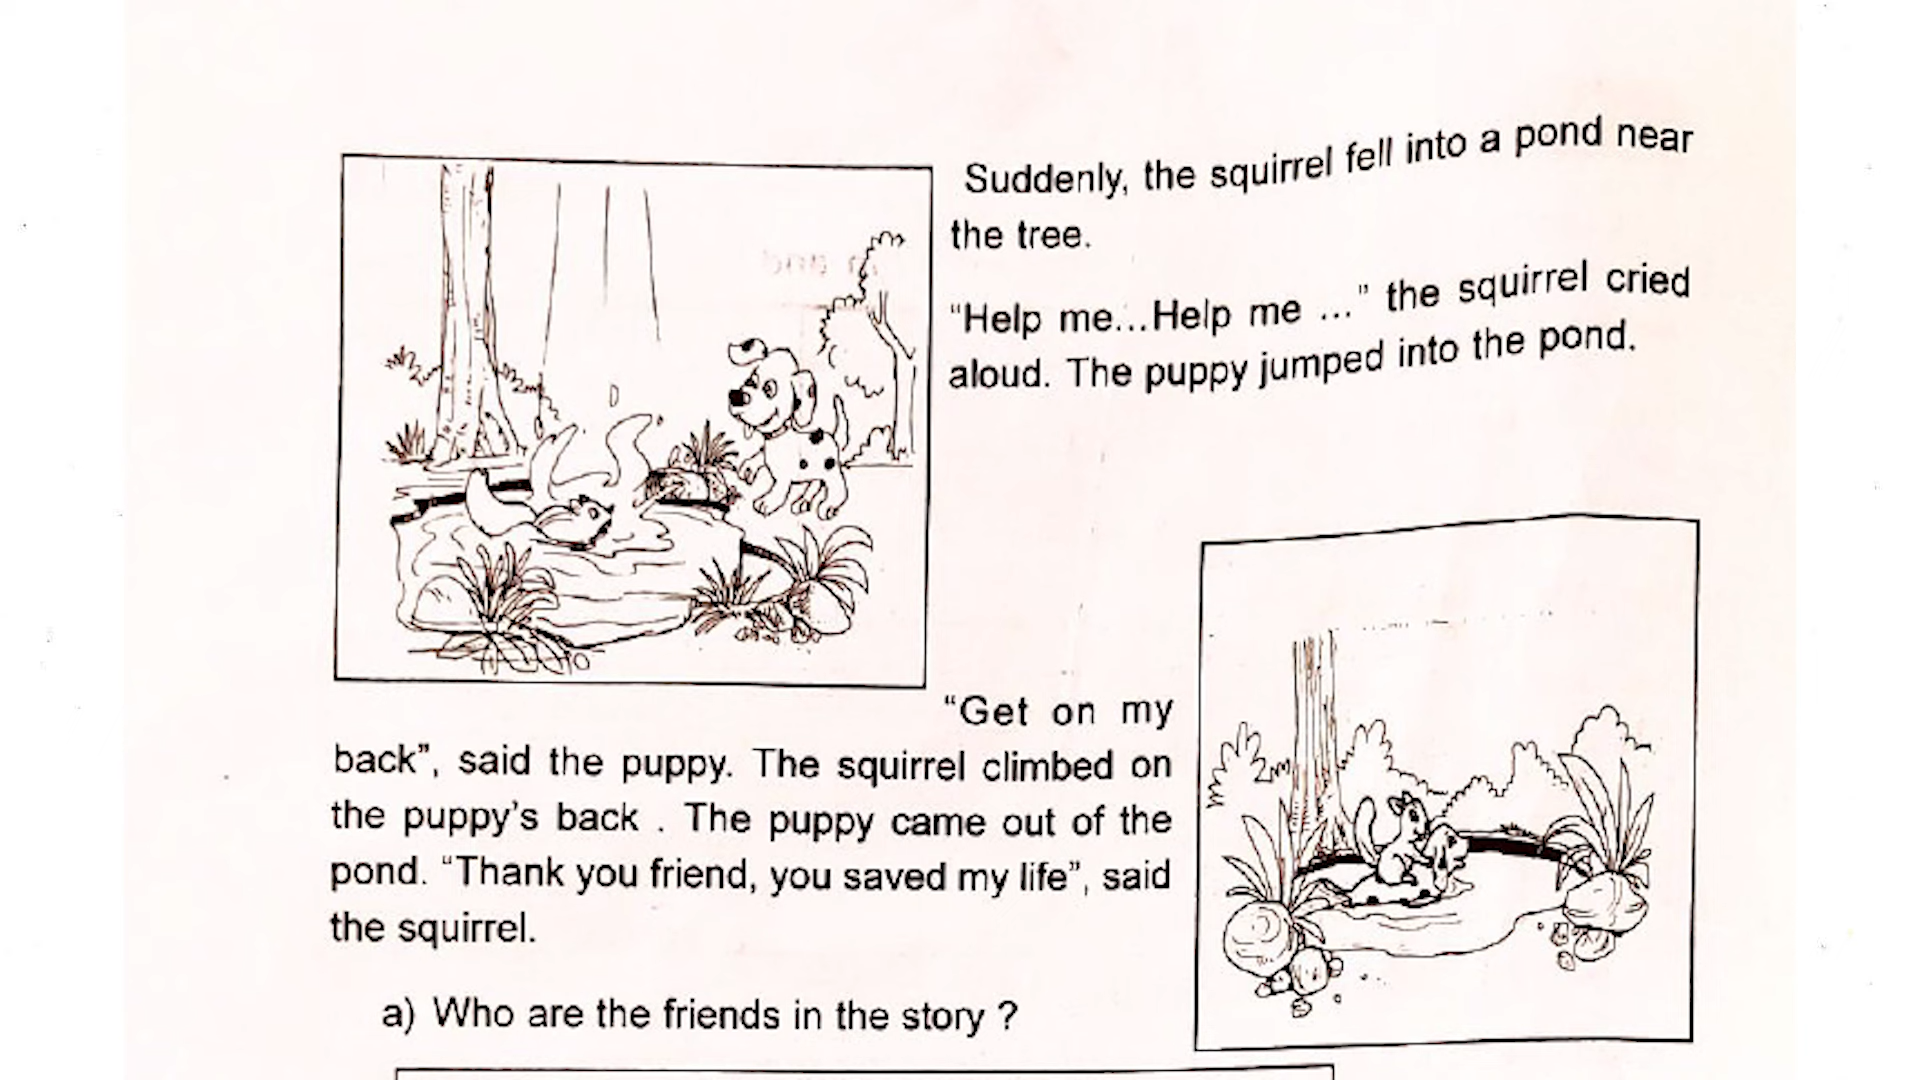 Suddenly, the squirrel fell into a pond near
the tree.
“Help me...Help me ...” the squirrel cried
aloud. The puppy jumped into the pond.
“Get on my
back”, said the puppy. The squirrel climbed on
the puppy’s back . The puppy came out of the
pond. “Thank you friend, you saved my life”, said
the squirrel.
a) Who are the friends in the story ?